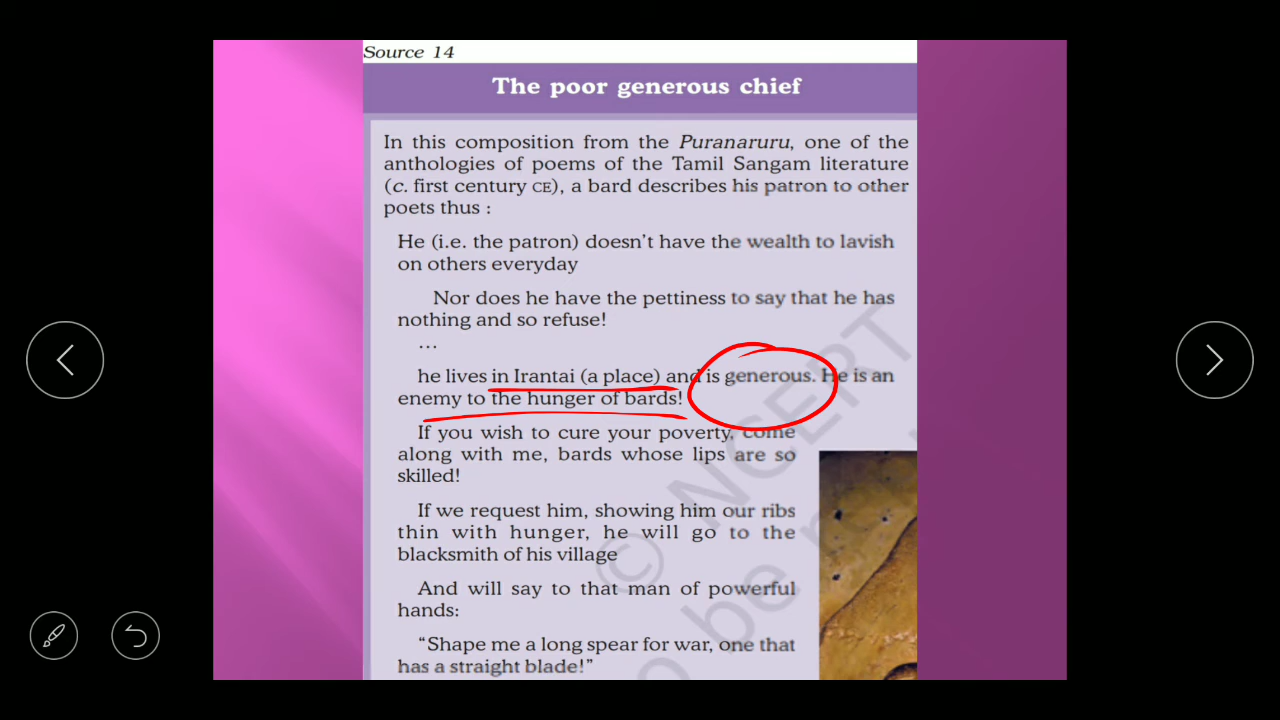 Source 14
The poor generous chief
In this composition from the Puranaruru, one of the
anthologies of poems of the Tamil Sangam literature
(c. first century CE), a bard describes his patron to other
poets thus :
He (i.e. the patron) doesn't have the wealth to lavish
on others everyday
Nor does he have the pettiness to say that he has
nothing and so refuse!
...
he lives in Irantai (a place) and is generous. He is an
enemy to the hunger of bards!
If you wish to cure your poverty, come
along with me, bards whose lips are so
skilled!
If we request him, showing him our ribs
thin with hunger, he will go to the
blacksmith of his village
And will say to that man of powerful
hands:
"Shape me a long spear for war, one that
has a straight blade!"
© NCERT
o be